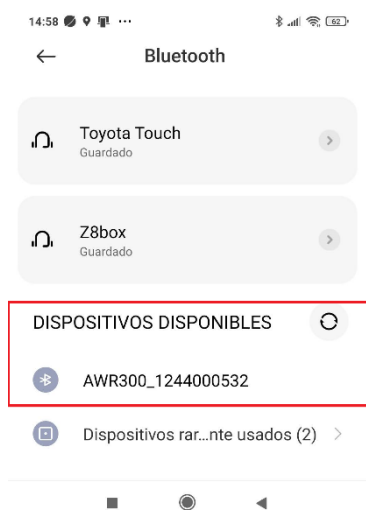 14:58 ...
62
Bluetooth
Toyota Touch
Guardado
Z8box
Guardado
DISPOSITIVOS DISPONIBLES
AWR300_1244000532
Dispositivos rar...nte usados (2)